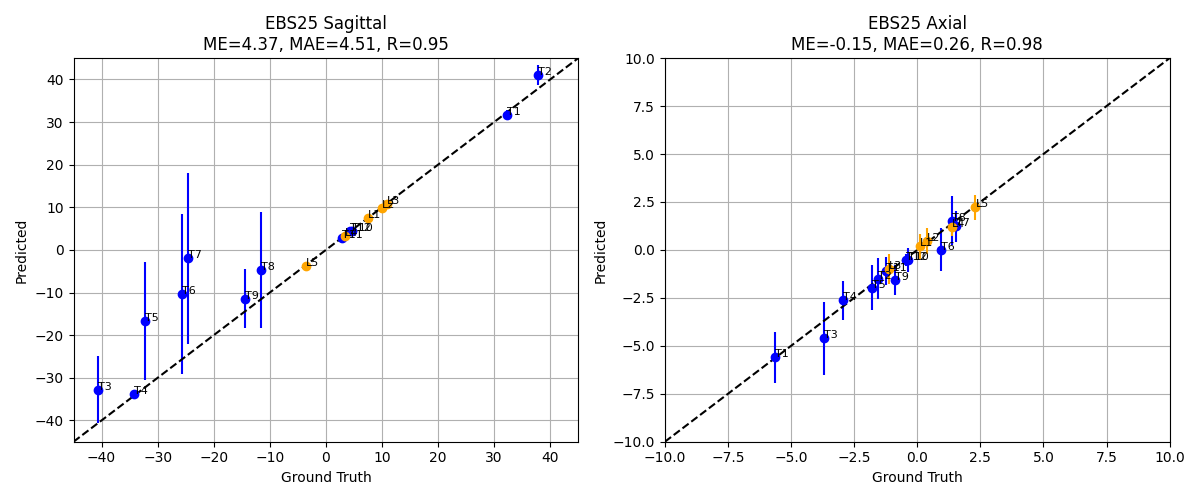 EBS25 Sagittal
ME=4.37, MAE=4.51, R=0.95
40
30
20
10
0
−10
−20
−30
−40
Predicted
T2
T1
L3
L2
L1
L5
T8
T9
T7
T6
T5
T3
T4
−40
−30
−20
−10
0
10
20
30
40
Ground Truth
EBS25 Axial
ME=-0.15, MAE=0.26, R=0.98
10.0
7.5
5.0
2.5
0.0
−2.5
−5.0
−7.5
−10.0
Predicted
L5
T6
L2
L1
T9
T4
T3
T1
−10.0
−7.5
−5.0
−2.5
0.0
2.5
5.0
7.5
10.0
Ground Truth